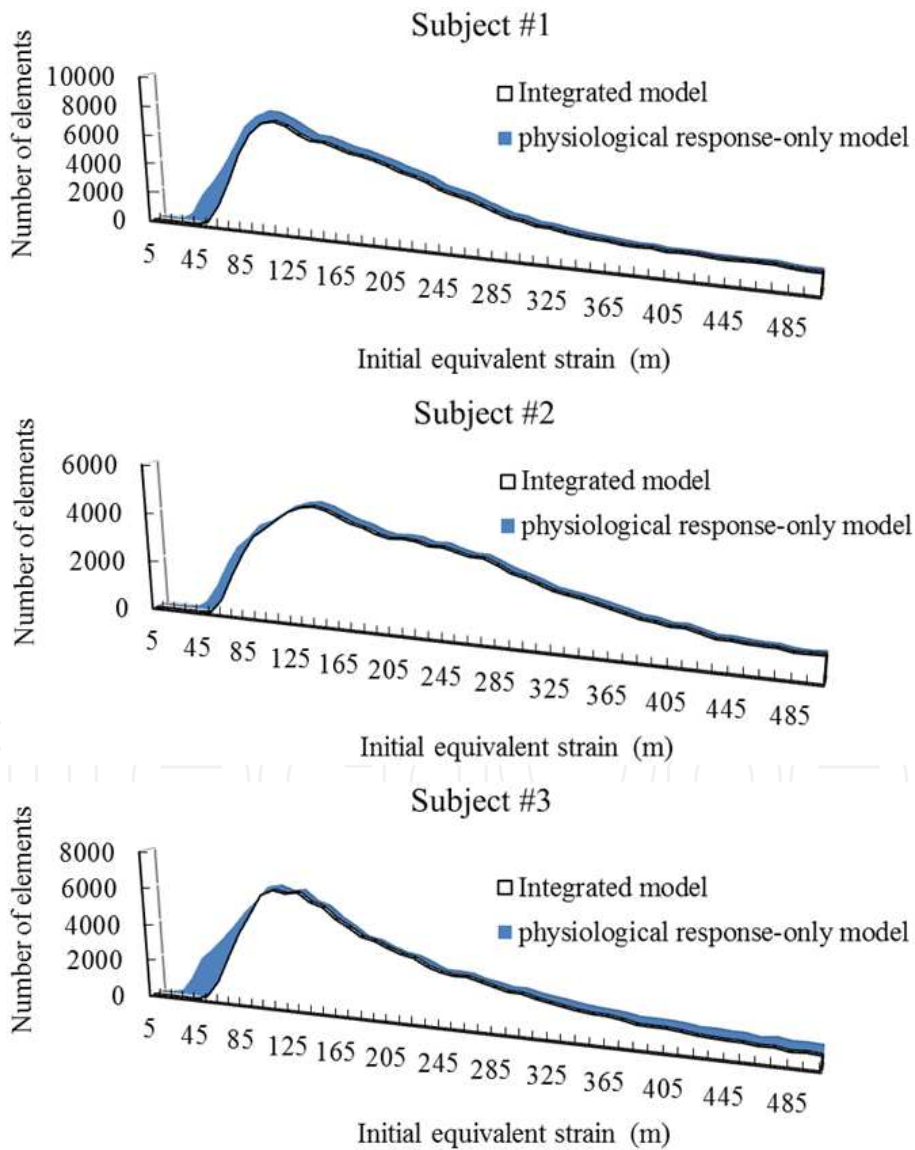 Subject #1
Number of elements
10000
8000
6000
4000
2000
0
Integrated model
physiological response-only model
5 45 85 125 165 205 245 285 325 365 405 445 485
Initial equivalent strain (m)
Subject #2
Number of elements
6000
4000
2000
0
Integrated model
physiological response-only model
5 45 85 125 165 205 245 285 325 365 405 445 485
Initial equivalent strain (m)
Subject #3
Number of elements
8000
6000
4000
2000
0
Integrated model
physiological response-only model
5 45 85 125 165 205 245 285 325 365 405 445 485
Initial equivalent strain (m)